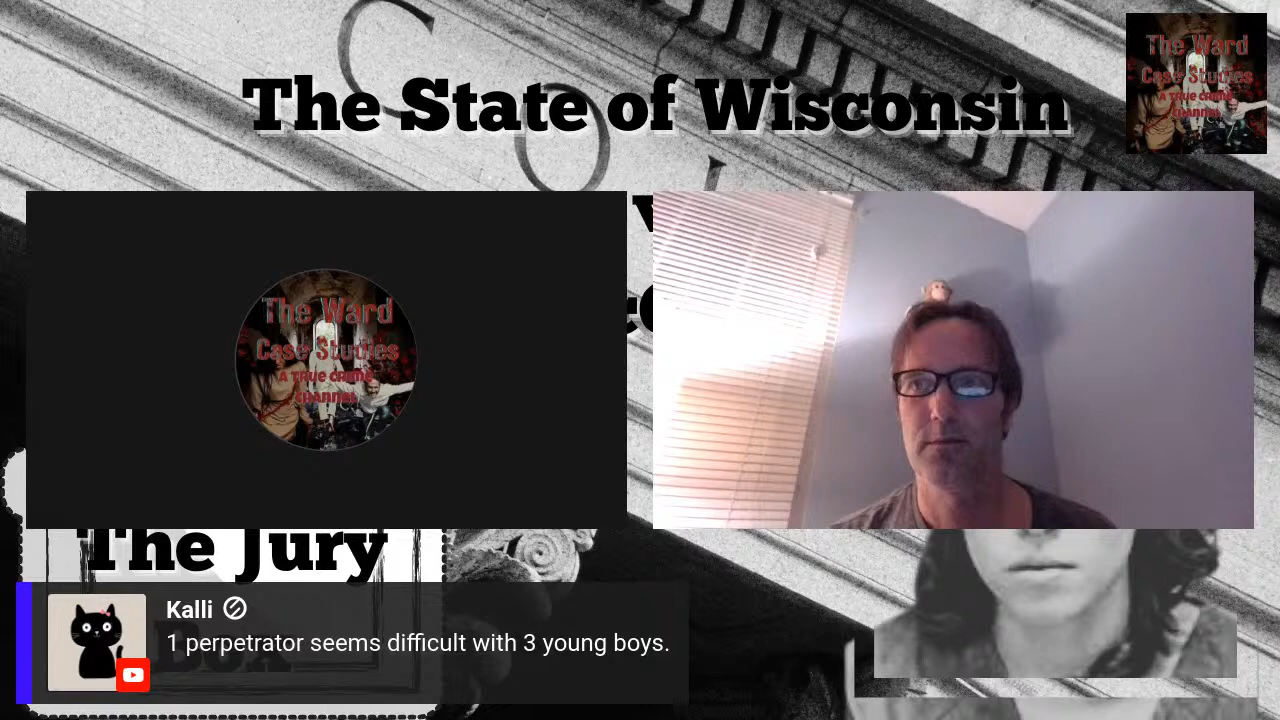 C
O
The State of Wisconsin
The Ward
Case Studies
A True Crime
Channel
The Ward
Case Studies
A True Crime
Channel
The Jury
Kalli
1 perpetrator seems difficult with 3 young boys.